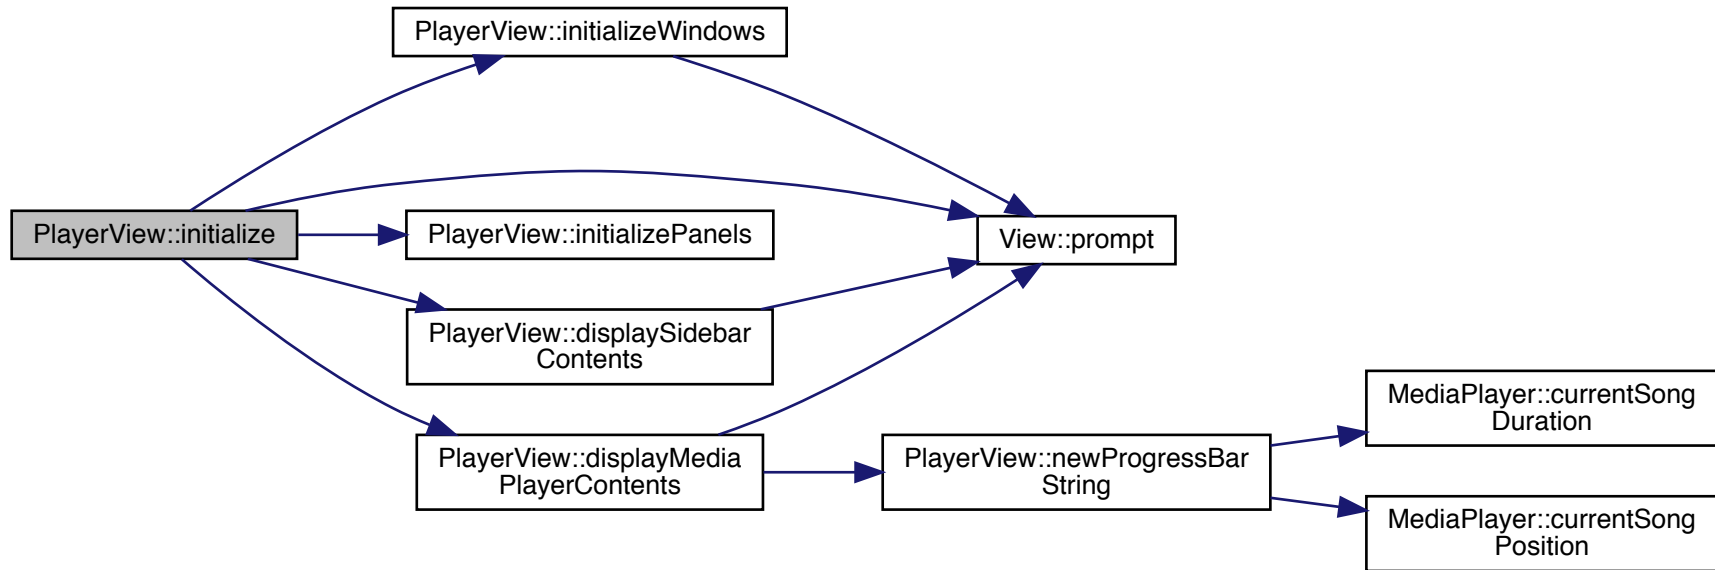 PlayerView::initializeWindows
PlayerView::initialize
PlayerView::initializePanels
View::prompt
PlayerView::displaySidebar
Contents
PlayerView::displayMedia
PlayerContents
PlayerView::newProgressBar
String
MediaPlayer::currentSong
Duration
MediaPlayer::currentSong
Position